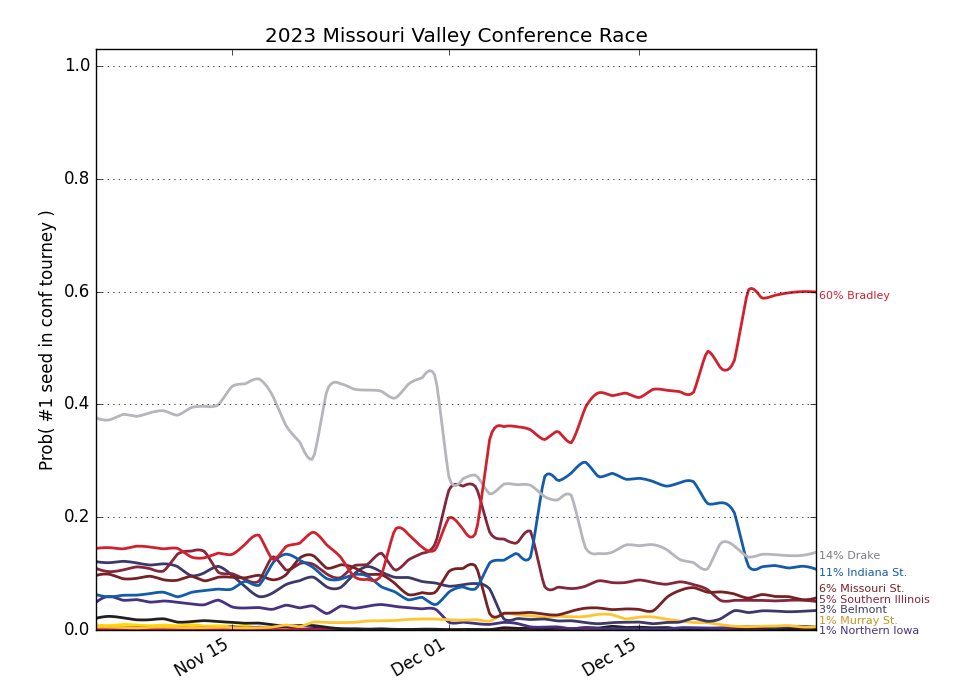 2023 Missouri Valley Conference Race
Prob( #1 seed in conf tourney )
1.0
0.8
0.6
0.4
0.2
0.0
Nov 15
Dec 01
Dec 15
60% Bradley
14% Drake
11% Indiana St.
6% Missouri St.
5% Southern Illinois
3% Belmont
1% Murray St.
1% Northern Iowa